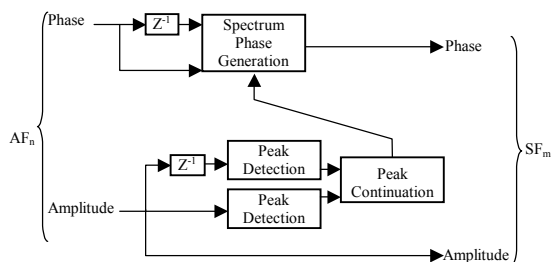 Phase
Z-1
Spectrum
Phase
Generation
Phase
AFn
SFm
Z-1
Peak
Detection
Peak
Continuation
Amplitude
Peak
Detection
Amplitude